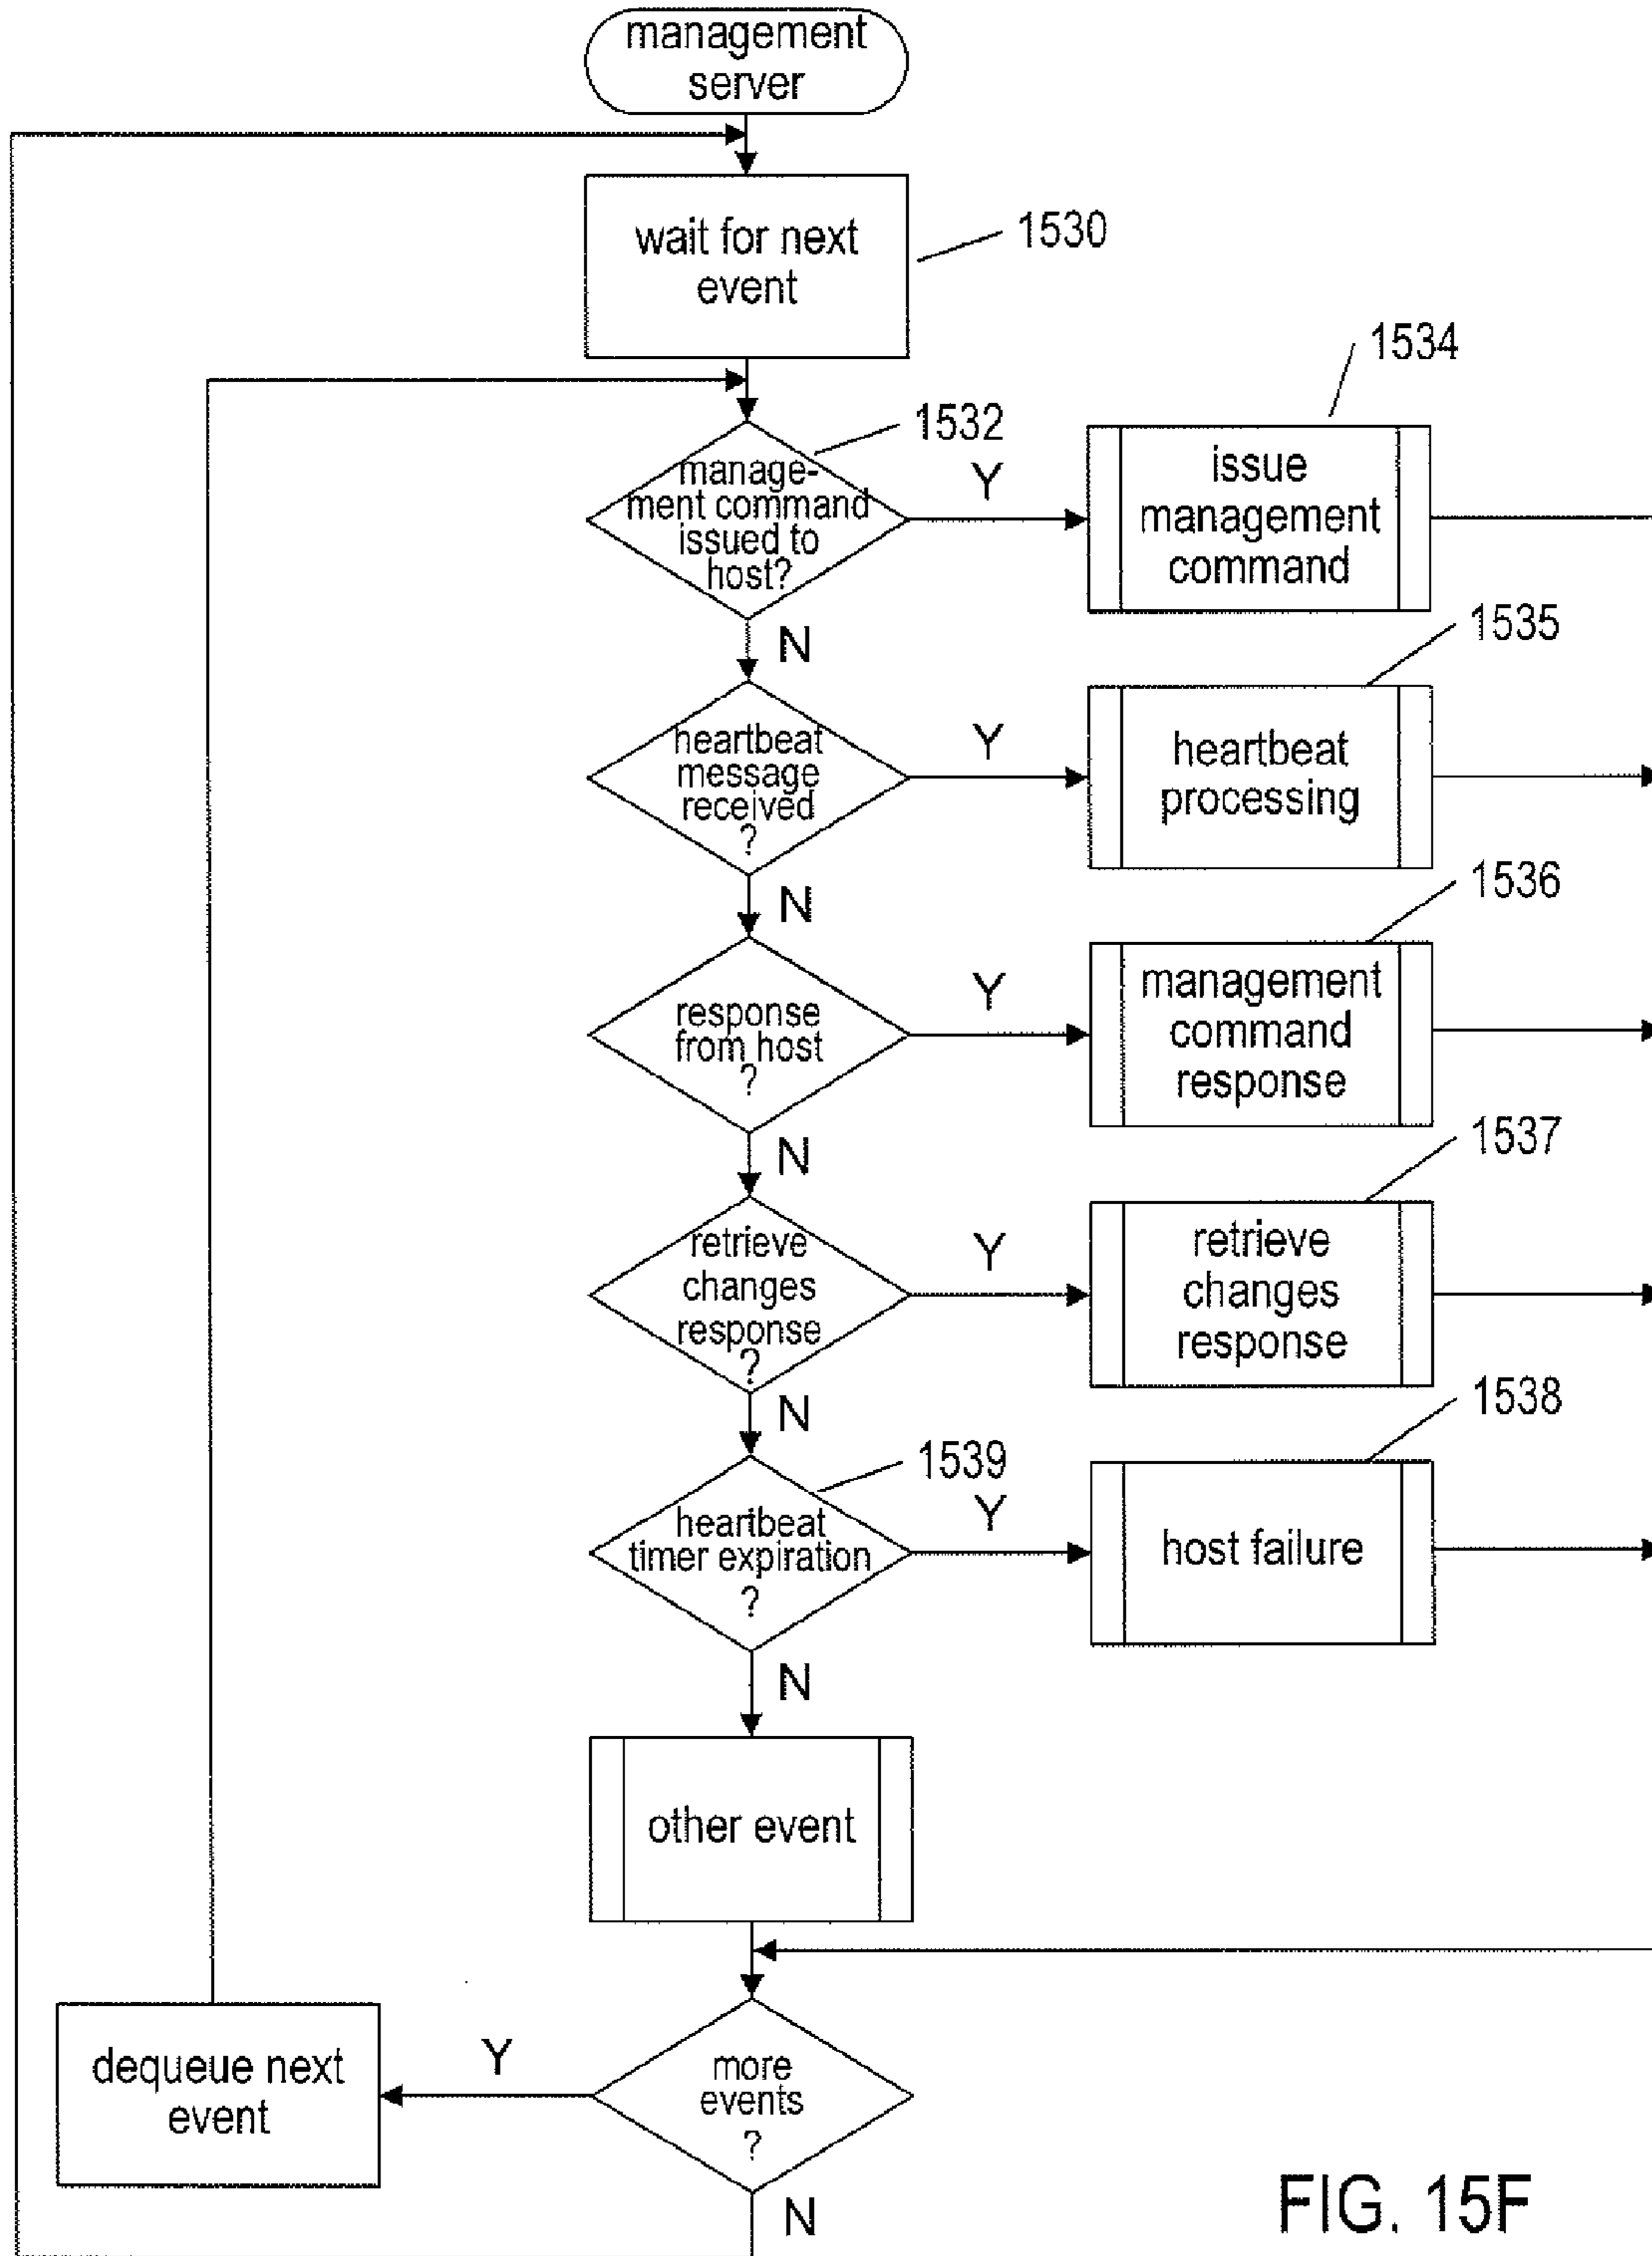 management
server
wait for next
event
1530
1532
manage-
ment command
issued to
host?
Y
1534
issue
management
command
N
heartbeat
message
received
?
Y
1535
heartbeat
processing
N
response
from host
?
Y
1536
management
command
response
N
retrieve
changes
response
?
Y
1537
retrieve
changes
response
N
1539
heartbeat
timer expiration
?
Y
1538
host failure
N
other event
more
events
?
Y
dequeue next
event
N
FIG. 15F